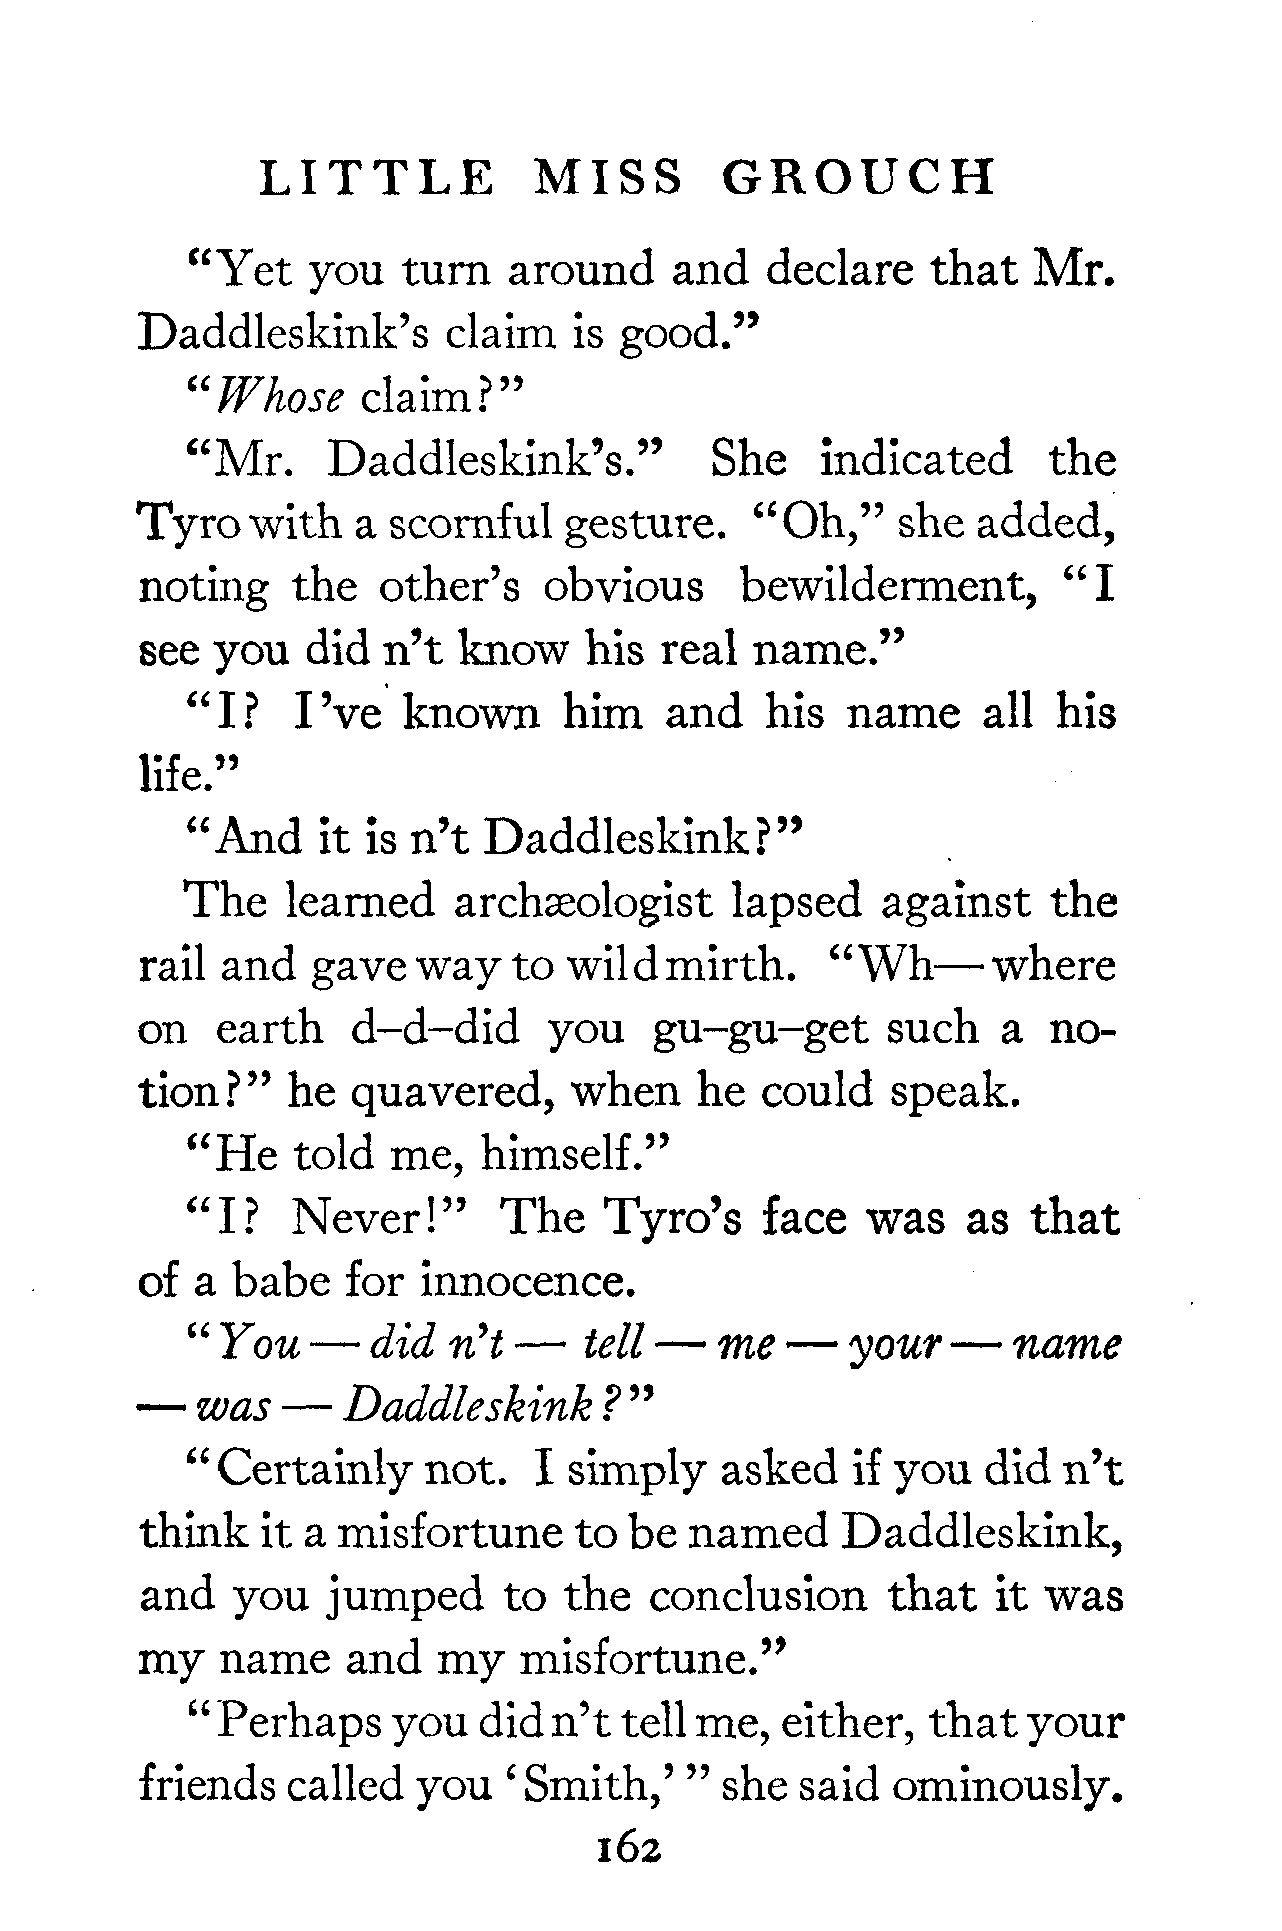 LITTLE MISS GROUCH
“Yet you turn around and declare that Mr.
Daddleskink’s claim is good.”
“Whose claim?”
“Mr. Daddleskink’s.” She indicated the
Tyro with a scornful gesture. “Oh,” she added,
noting the other’s obvious bewilderment, “I
see you did n’t know his real name.”
“I? I’ve known him and his name all his
life.”
“And it is n’t Daddleskink?”
The learned archæologist lapsed against the
rail and gave way to wild mirth. “Wh—where
on earth d–d–did you gu–gu–get such a no-
tion?” he quavered, when he could speak.
“He told me, himself.”
“I? Never!” The Tyro’s face was as that
of a babe for innocence.
“You — did n’t — tell — me — your — name
— was — Daddleskink?”
“Certainly not. I simply asked if you did n’t
think it a misfortune to be named Daddleskink,
and you jumped to the conclusion that it was
my name and my misfortune.”
“Perhaps you did n’t tell me, either, that your
friends called you ‘Smith,’” she said ominously.
162